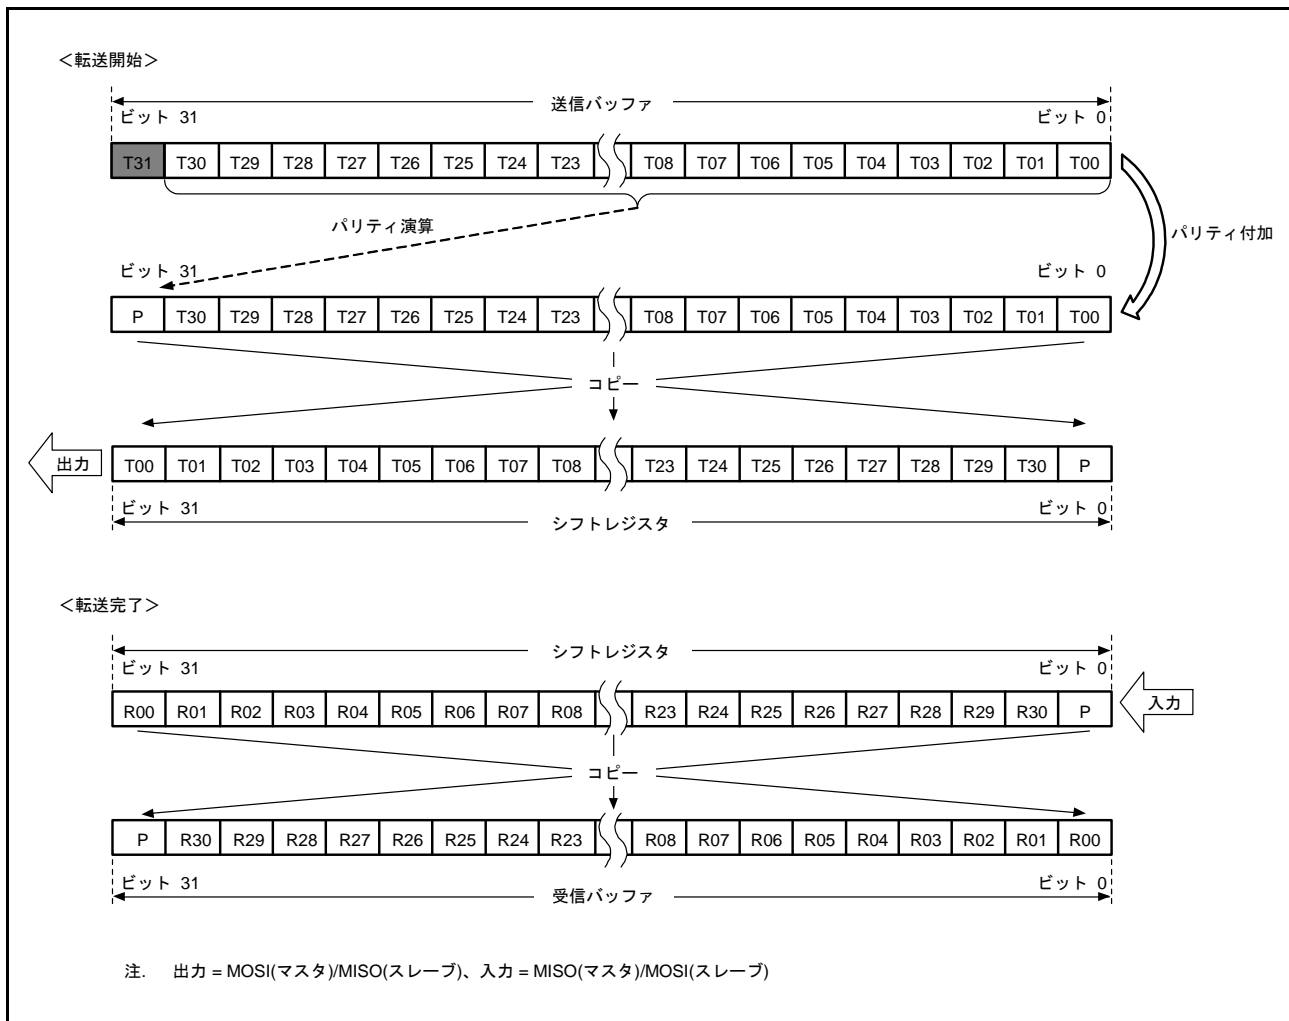 ＜転送開始＞
送信バッファ
ビット 31 ビット 0
T31 T30 T29 T28 T27 T26 T25 T24 T23 T08 T07 T06 T05 T04 T03 T02 T01 T00
パリティ演算
パリティ付加
ビット 31 ビット 0
P T30 T29 T28 T27 T26 T25 T24 T23 T08 T07 T06 T05 T04 T03 T02 T01 T00
コピー
出力
T00 T01 T02 T03 T04 T05 T06 T07 T08 T23 T24 T25 T26 T27 T28 T29 T30 P
ビット 31 ビット 0
シフトレジスタ
＜転送完了＞
シフトレジスタ
ビット 31 ビット 0
R00 R01 R02 R03 R04 R05 R06 R07 R08 R23 R24 R25 R26 R27 R28 R29 R30 P
入力
コピー
P R30 R29 R28 R27 R26 R25 R24 R23 R08 R07 R06 R05 R04 R03 R02 R01 R00
ビット 31 ビット 0
受信バッファ
注. 出力 = MOSI(マスタ)/MISO(スレーブ)、入力 = MISO(マスタ)/MOSI(スレーブ)